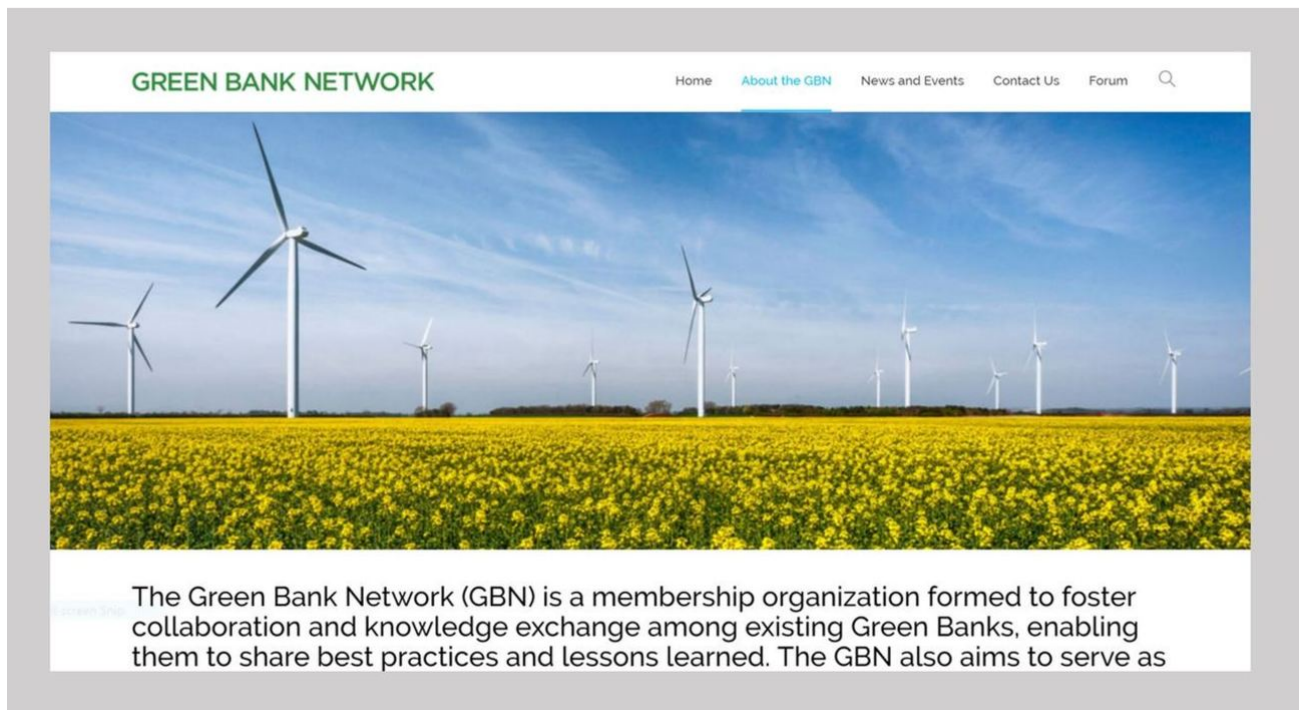 GREEN BANK NETWORK
Home About the GBN News and Events Contact Us Forum
The Green Bank Network (GBN) is a membership organization formed to foster
collaboration and knowledge exchange among existing Green Banks, enabling
them to share best practices and lessons learned. The GBN also aims to serve as